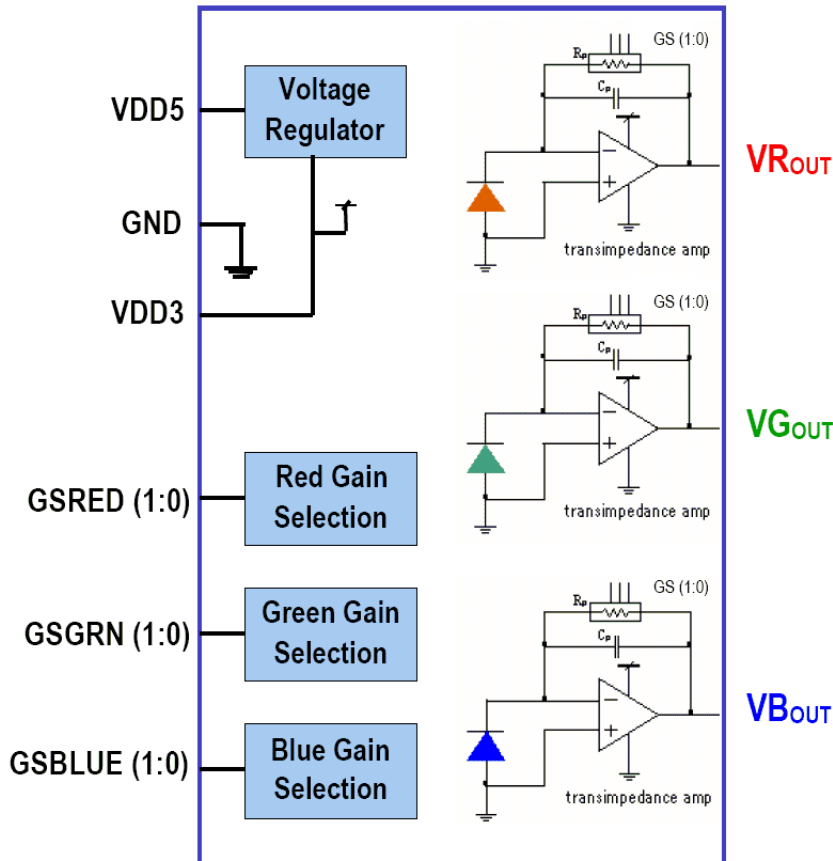 VDD5
Voltage
Regulator
GND
VDD3
GSRED (1:0)
Red Gain
Selection
GSGRN (1:0)
Green Gain
Selection
GSBLUE (1:0)
Blue Gain
Selection
GS (1:0)
Rp
Cp
−
+
transimpedance amp
VROUT
GS (1:0)
Rp
Cp
−
+
transimpedance amp
VGOUT
GS (1:0)
Rp
Cp
−
+
transimpedance amp
VBOUT